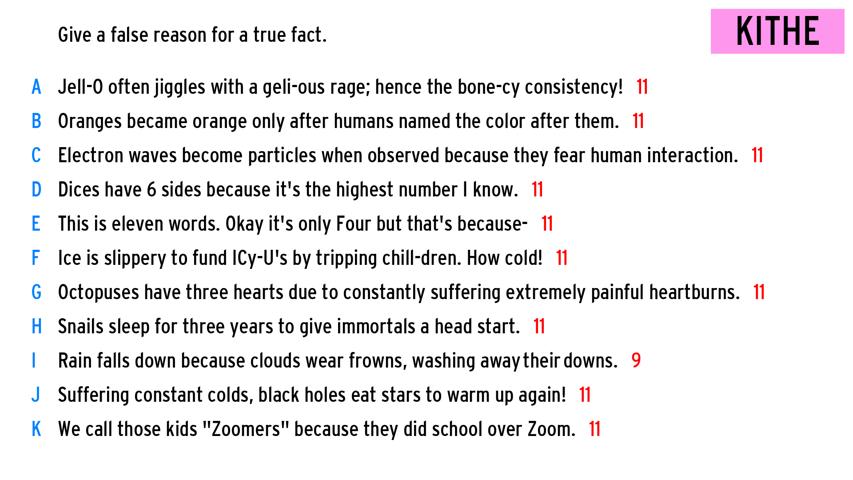 Give a false reason for a true fact.
KITHE
A Jell-O often jiggles with a geli-ous rage; hence the bone-cy consistency! 11
B Oranges became orange only after humans named the color after them. 11
C Electron waves become particles when observed because they fear human interaction. 11
D Dices have 6 sides because it's the highest number I know. 11
E This is eleven words. Okay it's only Four but that's because- 11
F Ice is slippery to fund ICy-U's by tripping chill-dren. How cold! 11
G Octopuses have three hearts due to constantly suffering extremely painful heartburns. 11
H Snails sleep for three years to give immortals a head start. 11
I Rain falls down because clouds wear frowns, washing away their downs. 9
J Suffering constant colds, black holes eat stars to warm up again! 11
K We call those kids "Zoomers" because they did school over Zoom. 11